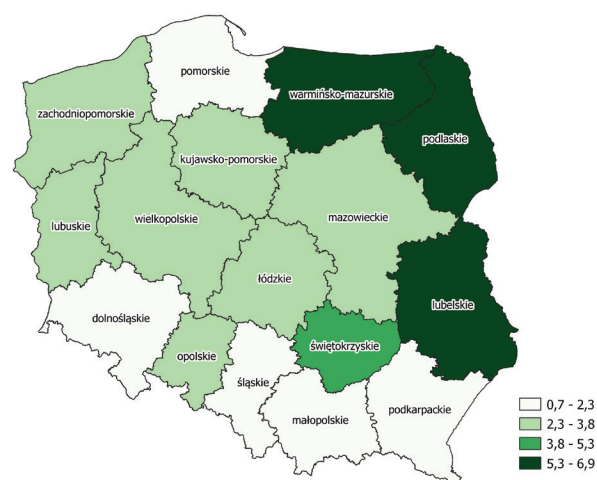 pomorskie
warmińsko-mazurskie
zachodniopomorskie
podlaskie
kujawsko-pomorskie
wielkopolskie
mazowieckie
lubuskie
łódzkie
lubelskie
dolnośląskie
świętokrzyskie
opolskie
śląskie
podkarpackie
małopolskie
0,7 - 2,3
2,3 - 3,8
3,8 - 5,3
5,3 - 6,9